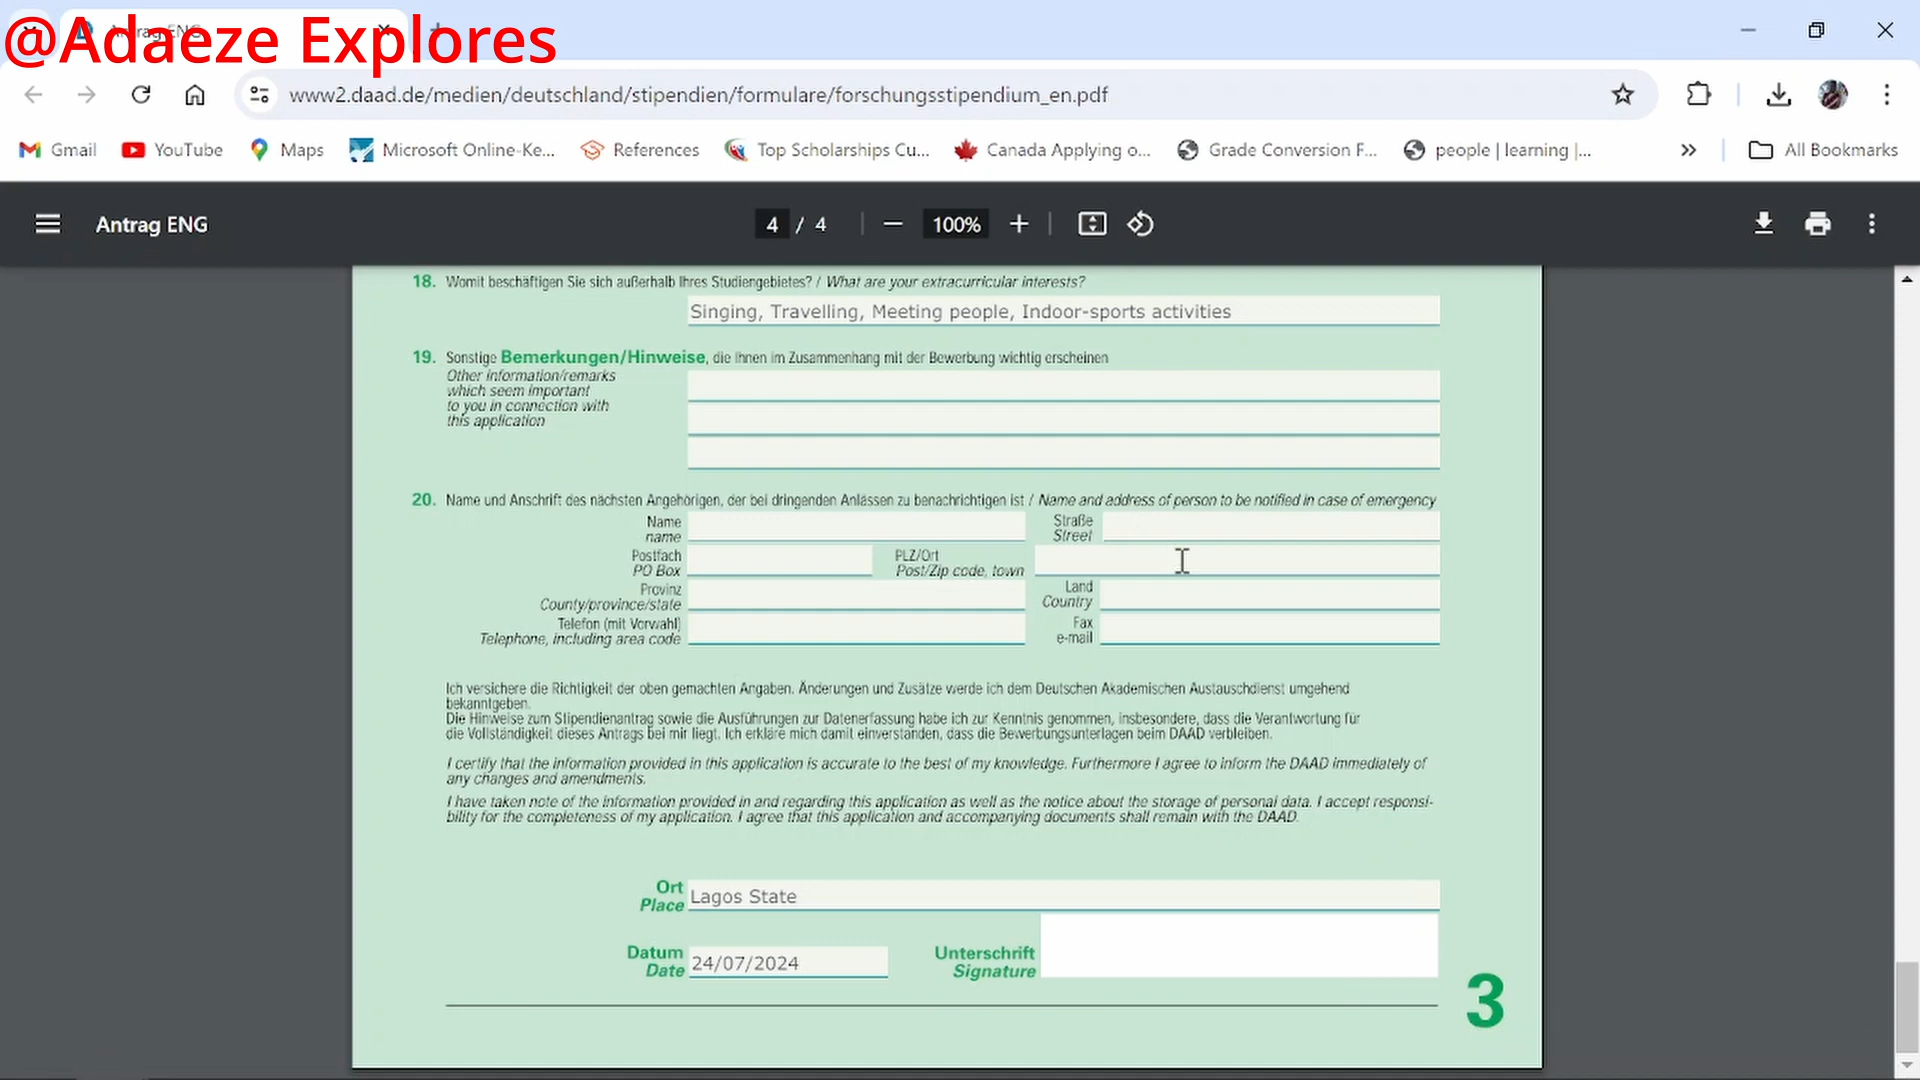 @Adaeze Explores
www2.daad.de/medien/deutschland/stipendien/formulare/forschungsstipendium_en.pdf
Gmail YouTube Maps Microsoft Online-Ke... References Top Scholarships Cu... Canada Applying o... Grade Conversion F... people | learning |... » All Bookmarks
Antrag ENG 4 / 4 100%
18. Womit beschäftigen Sie sich außerhalb Ihres Studiengebietes? / What are your extracurricular interests?
Singing, Travelling, Meeting people, Indoor-sports activities
19. Sonstige Bemerkungen/Hinweise, die Ihnen im Zusammenhang mit der Bewerbung wichtig erscheinen
Other information/remarks
which seem important
to you in connection with
this application
20. Name und Anschrift des nächsten Angehörigen, der bei dringenden Anlässen zu benachrichtigen ist / Name and address of person to be notified in case of emergency
Name Straße
name Street
Postfach PLZ/Ort
PO Box Post/Zip code, town
Provinz Land
County/province/state Country
Telefon (mit Vorwahl) Fax
Telephone, including area code e-mail
Ich versichere die Richtigkeit der oben gemachten Angaben. Änderungen und Zusätze werde ich dem Deutschen Akademischen Austauschdienst umgehend
bekanntgeben.
Die Hinweise zum Stipendienantrag sowie die Ausführungen zur Datenerfassung habe ich zur Kenntnis genommen, insbesondere, dass die Verantwortung für
die Vollständigkeit dieses Antrags bei mir liegt. Ich erkläre mich damit einverstanden, dass die Bewerbungsunterlagen beim DAAD verbleiben.
I certify that the information provided in this application is accurate to the best of my knowledge. Furthermore I agree to inform the DAAD immediately of
any changes and amendments.
I have taken note of the information provided in and regarding this application as well as the notice about the storage of personal data. I accept responsi-
bility for the completeness of my application. I agree that this application and accompanying documents shall remain with the DAAD.
Ort
Place Lagos State
Datum Unterschrift
Date 24/07/2024 Signature
3